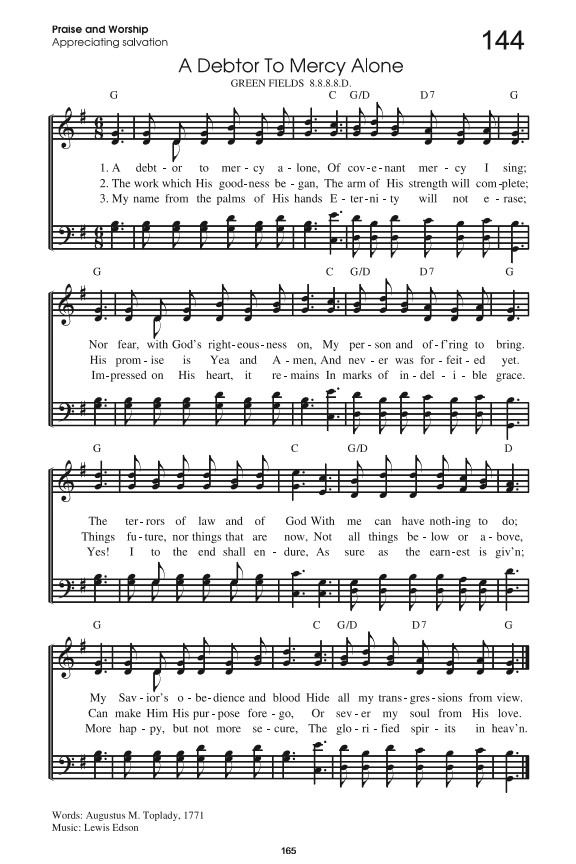 Praise and Worship
Appreciating salvation
144
A Debtor To Mercy Alone
GREEN FIELDS 8.8.8.8.D.
G C G/D D7 G
1. A debt - or to mer - cy a - lone, Of cov - e - nant mer - cy I sing;
2. The work which His good - ness be - gan, The arm of His strength will com - plete;
3. My name from the palms of His hands E - ter - ni - ty will not e - rase;
G C G/D D7 G
Nor fear, with God's right - eous - ness on, My per - son and of - f'ring to bring.
His prom - ise is Yea and A - men, And nev - er was for - feit - ed yet.
Im - pressed on His heart, it re - mains In marks of in - del - i - ble grace.
G C G/D D
The ter - rors of law and of God With me can have noth - ing to do;
Things fu - ture, nor things that are now, Not all things be - low or a - bove,
Yes! I to the end shall en - dure, As sure as the earn - est is giv'n;
G C G/D D7 G
My Sav - ior's o - be - dience and blood Hide all my trans - gres - sions from view.
Can make Him His pur - pose fore - go, Or sev - er my soul from His love.
More hap - py, but not more se - cure, The glo - ri - fied spir - its in heav'n.
Words: Augustus M. Toplady, 1771
Music: Lewis Edson
165